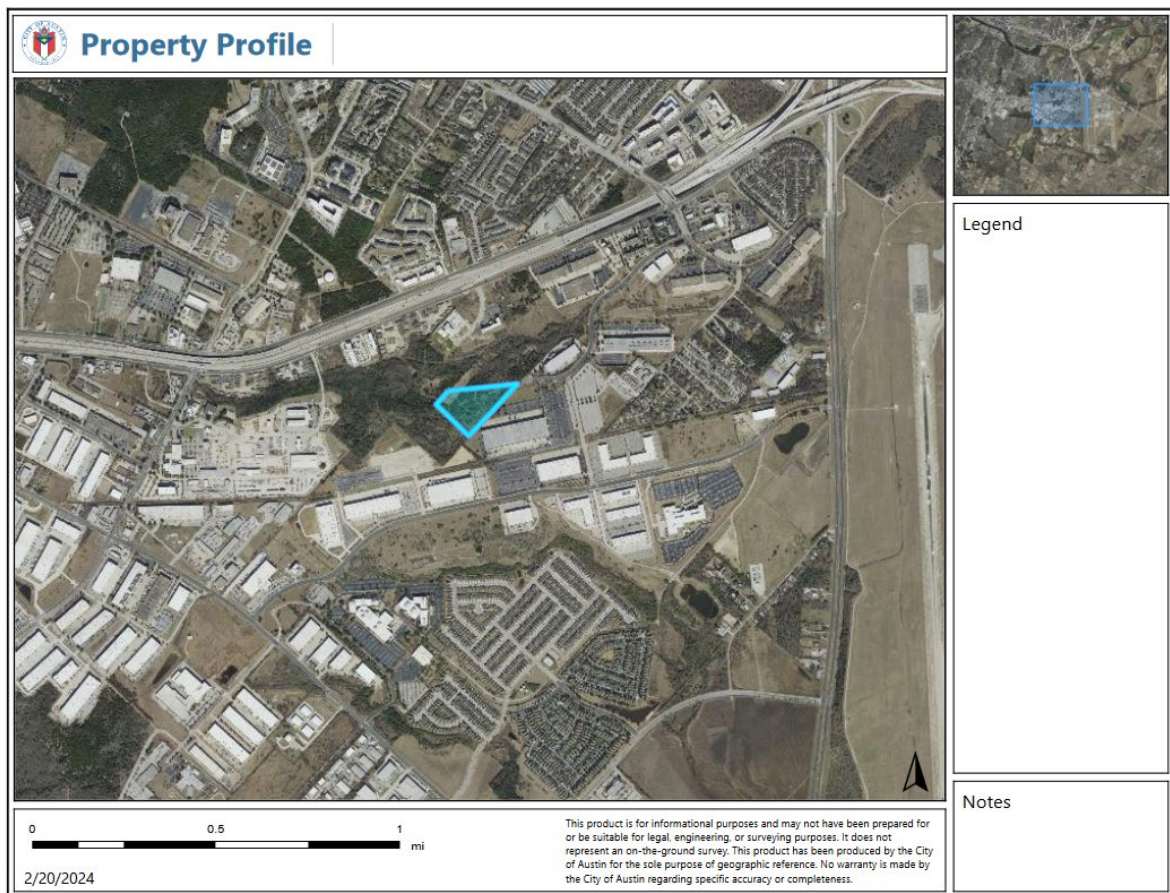 Property Profile
Legend
Notes
0 0.5 1
mi
2/20/2024
This product is for informational purposes and may not have been prepared for
or be suitable for legal, engineering, or surveying purposes. It does not
represent an on-the-ground survey. This product has been produced by the City
of Austin for the sole purpose of geographic reference. No warranty is made by
the City of Austin regarding specific accuracy or completeness.